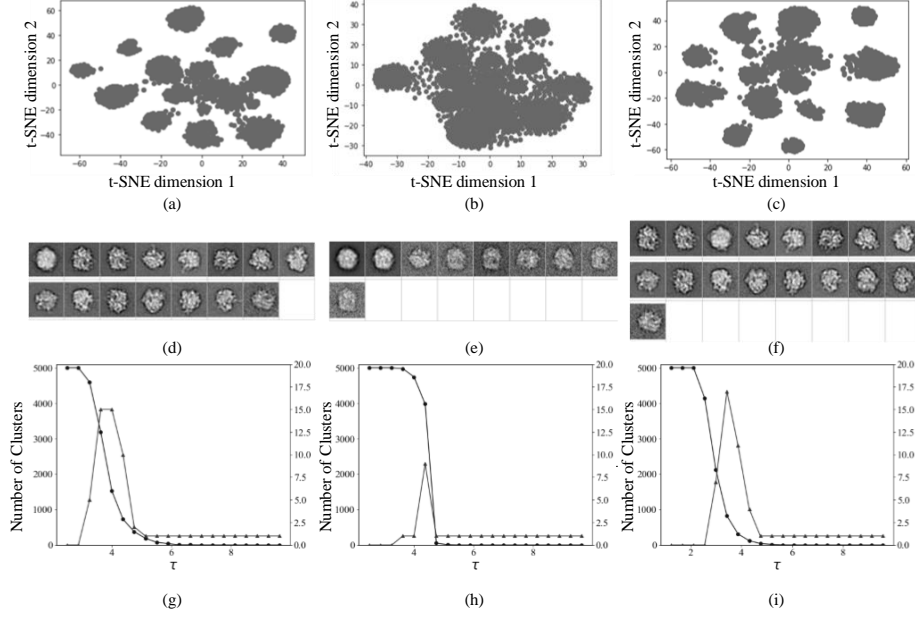 t-SNE dimension 2
60
40
20
0
−20
−40
−60 −40 −20 0 20 40
t-SNE dimension 1
(a)
t-SNE dimension 2
40
30
20
10
0
−10
−20
−30
−40 −30 −20 −10 0 10 20 30
t-SNE dimension 1
(b)
t-SNE dimension 2
40
20
0
−20
−40
−60
−60 −40 −20 0 20 40 60
t-SNE dimension 1
(c)
(d)
(e)
(f)
Number of Clusters
5000
4000
3000
2000
1000
0
20.0
17.5
15.0
12.5
10.0
7.5
5.0
2.5
0.0
4 6 8
τ
(g)
Number of Clusters
5000
4000
3000
2000
1000
0
20.0
17.5
15.0
12.5
10.0
7.5
5.0
2.5
0.0
4 6 8
τ
(h)
Number of Clusters
5000
4000
3000
2000
1000
0
20.0
17.5
15.0
12.5
10.0
7.5
5.0
2.5
0.0
2 4 6 8
τ
(i)